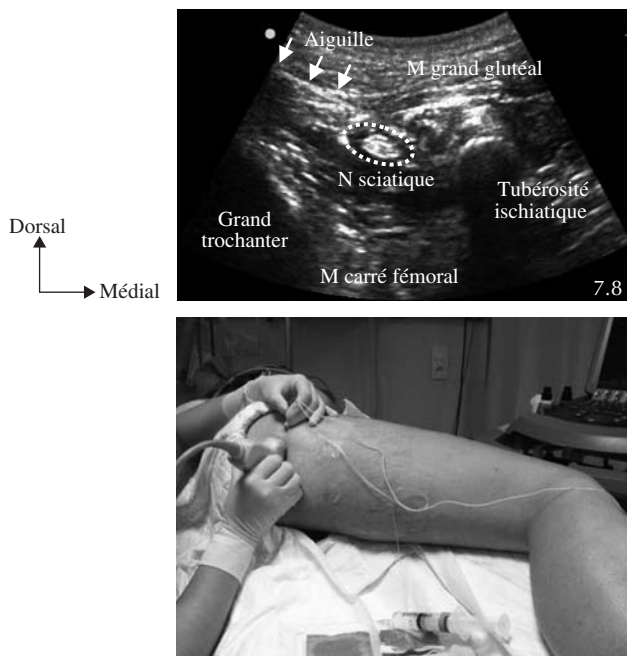 Aiguille
M grand glutéal
N sciatique
Tubérosité
ischiatique
Grand
trochanter
M carré fémoral
7.8
Dorsal
Médial